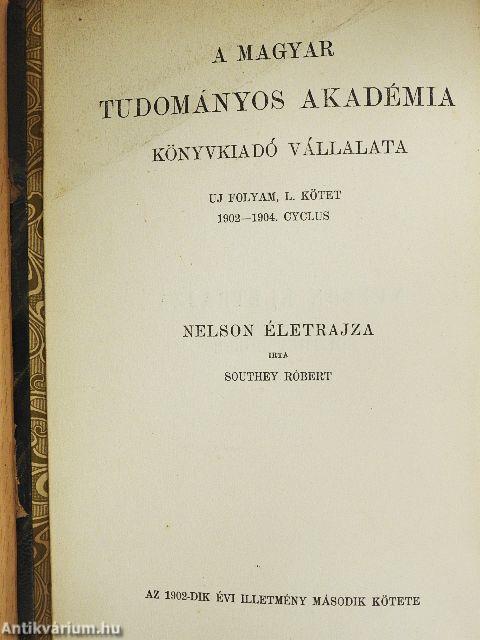 A MAGYAR
TUDOMÁNYOS AKADÉMIA
KÖNYVKIADÓ VÁLLALATA
UJ FOLYAM, L. KÖTET
1902—1904. CYCLUS
NELSON ÉLETRAJZA
IRTA
SOUTHEY RÓBERT
AZ 1902-DIK ÉVI ILLETMÉNY MÁSODIK KÖTETE
Antikvárium.hu